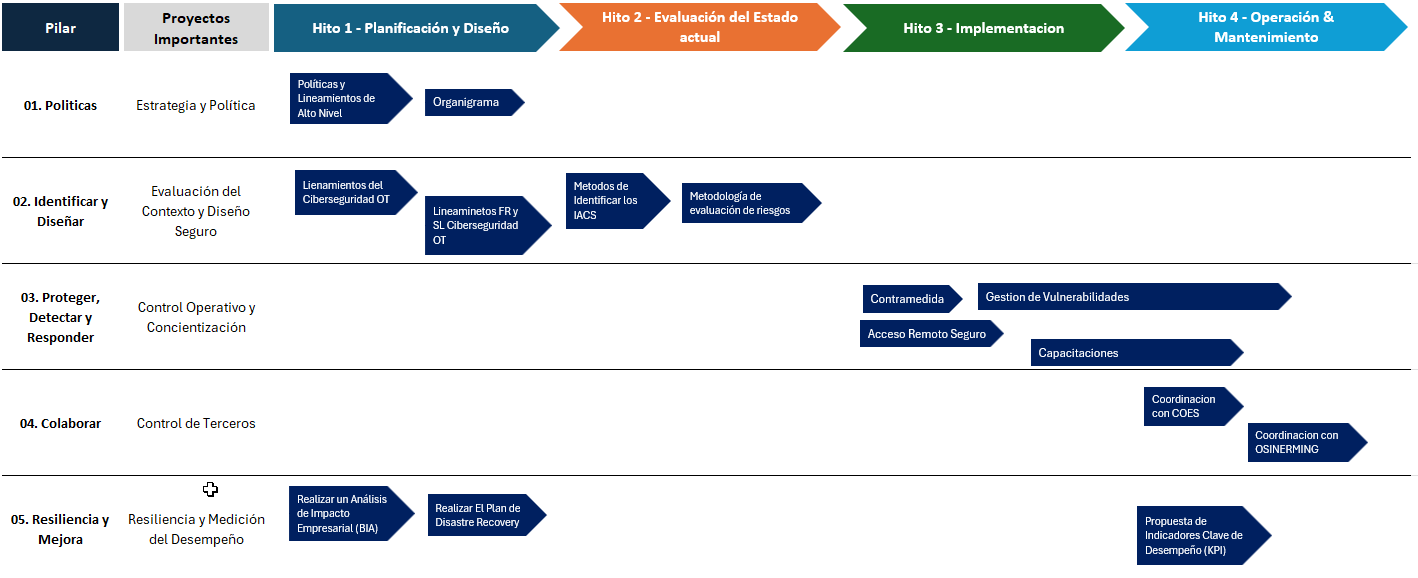 Pilar
Proyectos
Importantes
Hito 1 - Planificación y Diseño
Hito 2 - Evaluación del Estado
actual
Hito 3 - Implementacion
Hito 4 - Operación &
Mantenimiento
01. Politicas
Estrategia y Política
Políticas y
Lineamientos de
Alto Nivel
Organigrama
02. Identificar y
Diseñar
Evaluación del
Contexto y Diseño
Seguro
Lienamientos del
Ciberseguridad OT
Lineaminetos FR y
SL Ciberseguridad
OT
Metodos de
Identificar los
IACS
Metodología de
evaluación de riesgos
03. Proteger,
Detectar y
Responder
Control Operativo y
Concientización
Contramedida
Gestion de Vulnerabilidades
Acceso Remoto Seguro
Capacitaciones
04. Colaborar
Control de Terceros
Coordinacion
con COES
Coordinacion con
OSINERMING
05. Resiliencia y
Mejora
Resiliencia y Medición
del Desempeño
Realizar un Análisis
de Impacto
Empresarial (BIA)
Realizar El Plan de
Disastre Recovery
Propuesta de
Indicadores Clave de
Desempeño (KPI)